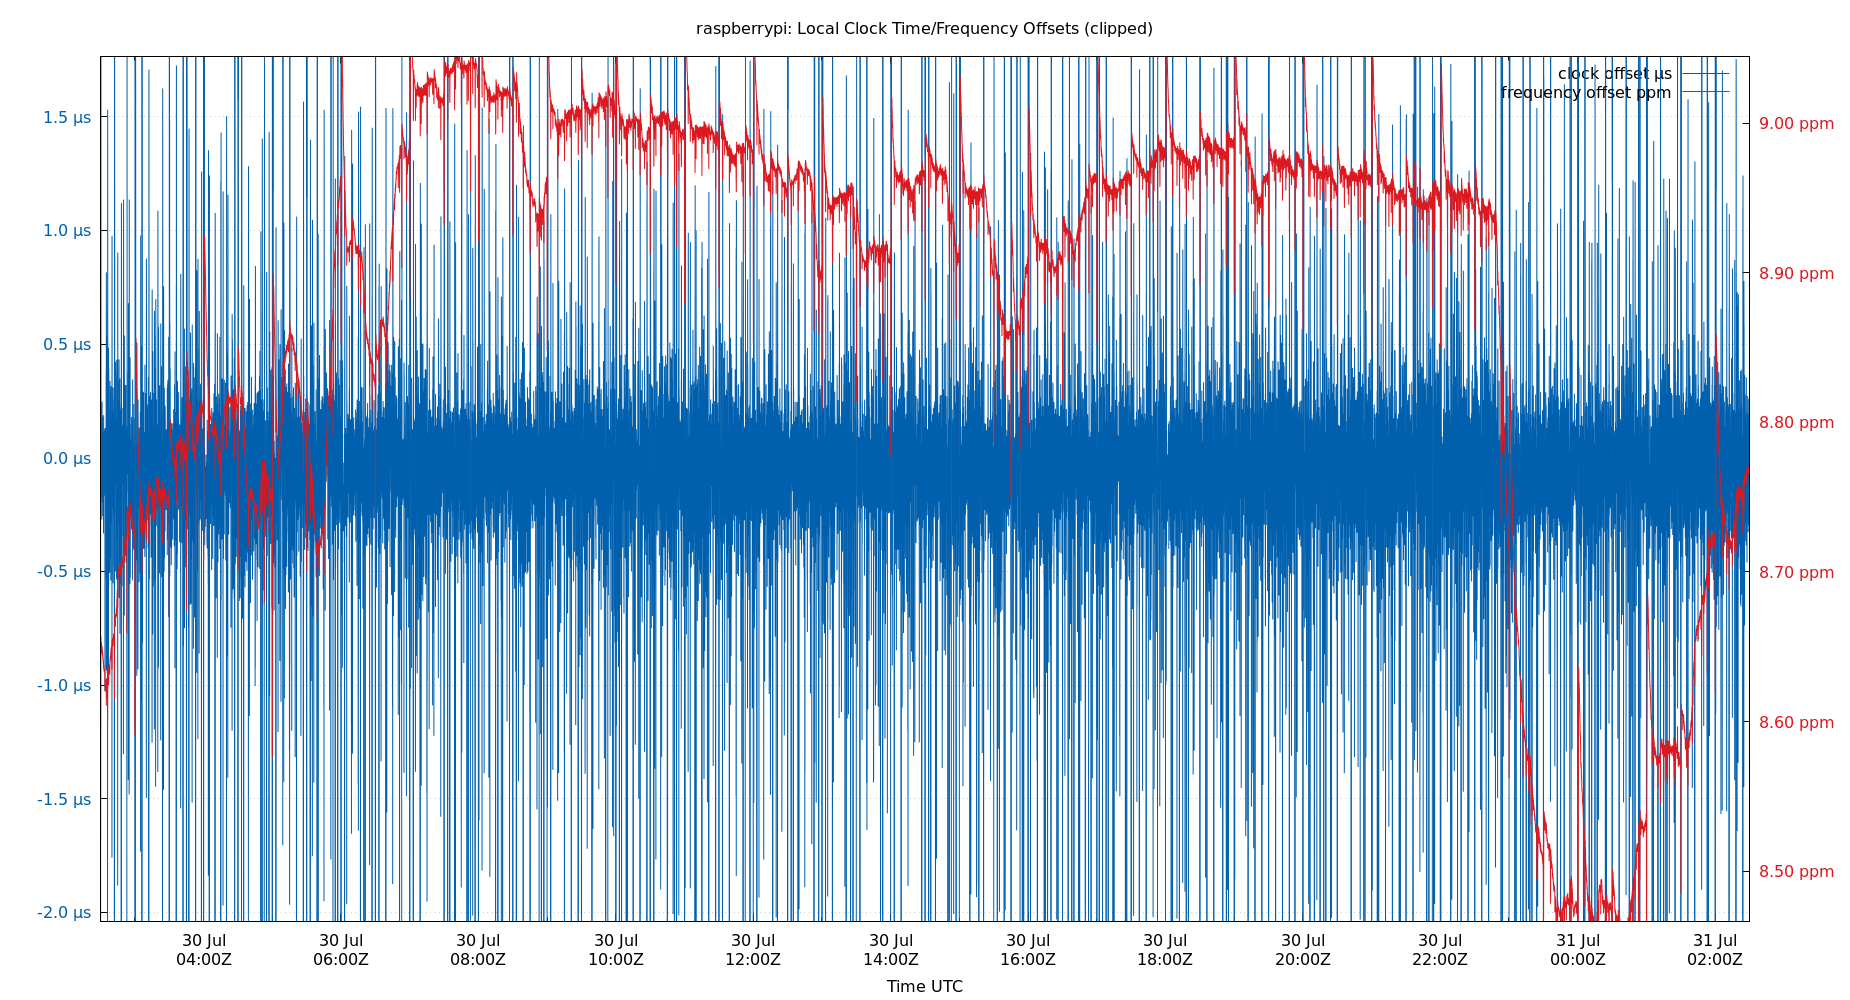 raspberrypi: Local Clock Time/Frequency Offsets (clipped)
clock offset µs
frequency offset ppm
1.5 µs
1.0 µs
0.5 µs
0.0 µs
-0.5 µs
-1.0 µs
-1.5 µs
-2.0 µs
9.00 ppm
8.90 ppm
8.80 ppm
8.70 ppm
8.60 ppm
8.50 ppm
30 Jul 30 Jul 30 Jul 30 Jul 30 Jul 30 Jul 30 Jul 30 Jul 30 Jul 30 Jul 31 Jul 31 Jul
04:00Z 06:00Z 08:00Z 10:00Z 12:00Z 14:00Z 16:00Z 18:00Z 20:00Z 22:00Z 00:00Z 02:00Z
Time UTC